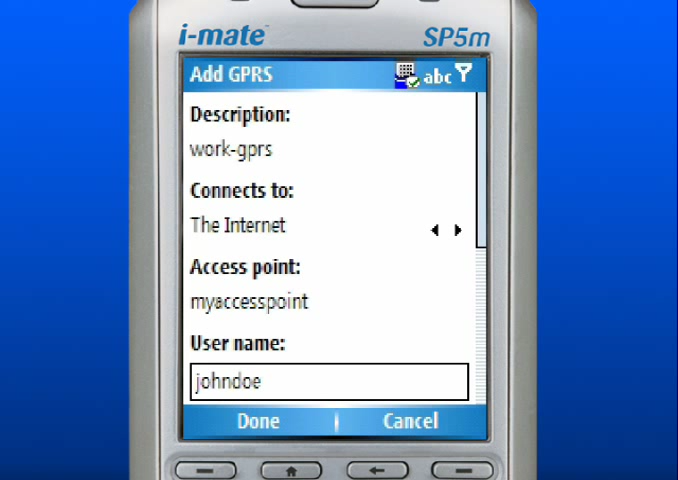 i-mate SP5m
Add GPRS abc
Description:
work-gprs
Connects to:
The Internet
Access point:
myaccesspoint
User name:
johndoe
Done Cancel